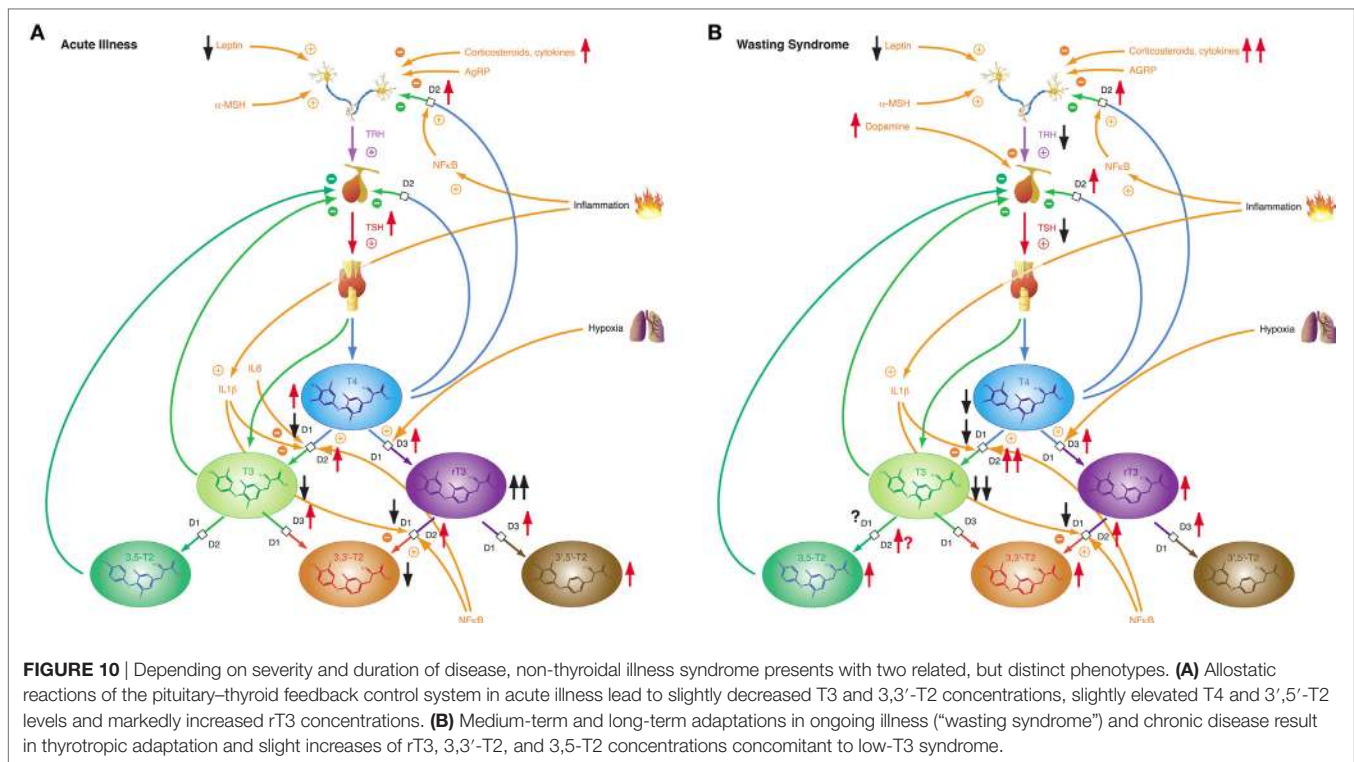 A
Acute Illness
Leptin
α-MSH
Corticosteroids, cytokines
AgRP
D2
TRH
NFκB
D2
Inflammation
TSH
Hypoxia
IL6
IL1β
T4
D1
D2
D3
D1
T3
rT3
D1
D2
D3
D1
D1
D2
D3
D1
3,5-T2
3,3'-T2
3',5'-T2
NFκB
B
Wasting Syndrome
Leptin
α-MSH
Dopamine
Corticosteroids, cytokines
AGRP
D2
TRH
NFκB
D2
Inflammation
TSH
Hypoxia
IL1β
T4
D1
D2
D3
D1
T3
rT3
?
D1
D2
?
D3
D1
D1
D2
D3
D1
3,5-T2
3,3'-T2
3',5'-T2
NFκB
FIGURE 10 | Depending on severity and duration of disease, non-thyroidal illness syndrome presents with two related, but distinct phenotypes. (A) Allostatic
reactions of the pituitary–thyroid feedback control system in acute illness lead to slightly decreased T3 and 3,3′-T2 concentrations, slightly elevated T4 and 3′,5′-T2
levels and markedly increased rT3 concentrations. (B) Medium-term and long-term adaptations in ongoing illness (“wasting syndrome”) and chronic disease result
in thyrotropic adaptation and slight increases of rT3, 3,3′-T2, and 3,5-T2 concentrations concomitant to low-T3 syndrome.